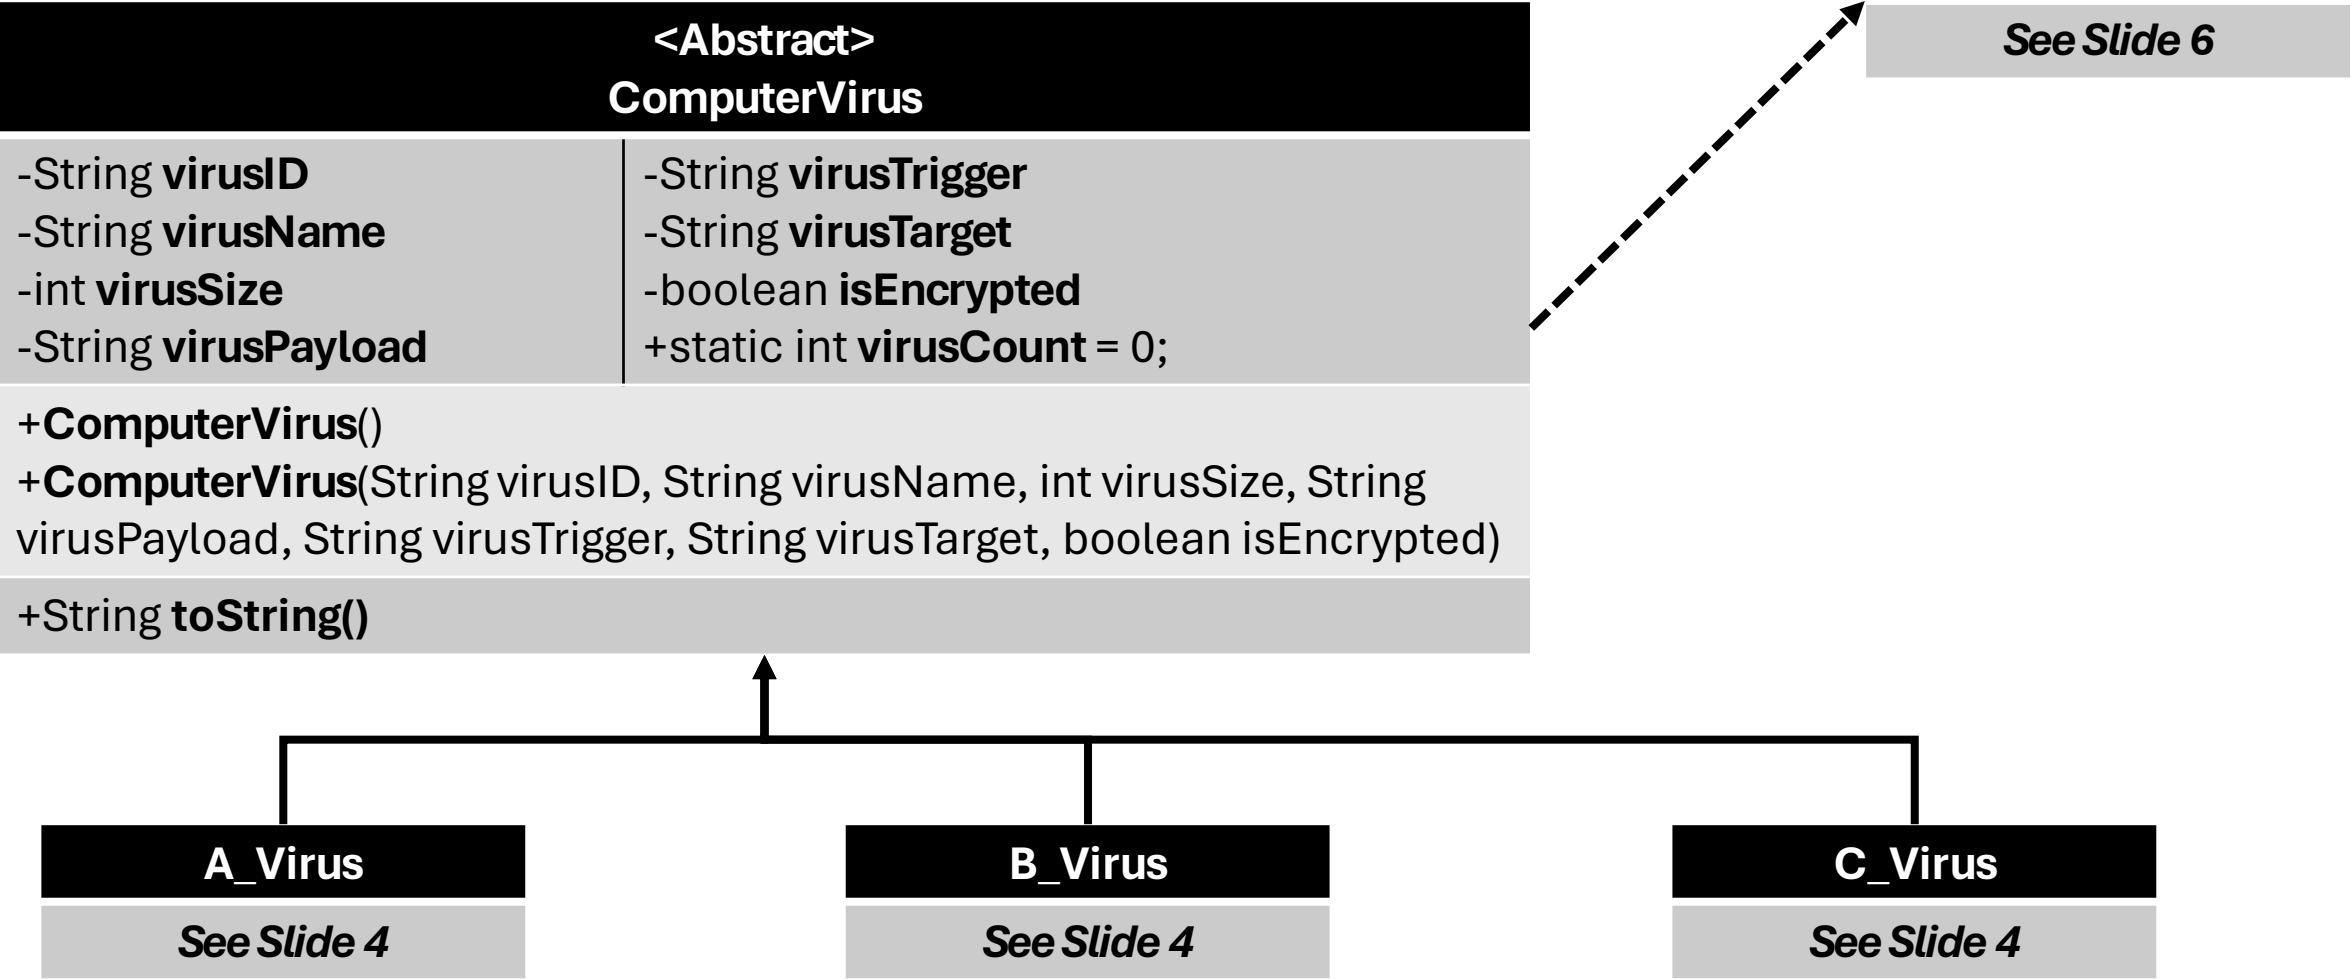 <Abstract>
ComputerVirus
See Slide 6
-String virusID
-String virusName
-int virusSize
-String virusPayload
-String virusTrigger
-String virusTarget
-boolean isEncrypted
+static int virusCount = 0;
+ComputerVirus()
+ComputerVirus(String virusID, String virusName, int virusSize, String
virusPayload, String virusTrigger, String virusTarget, boolean isEncrypted)
+String toString()
A_Virus
See Slide 4
B_Virus
See Slide 4
C_Virus
See Slide 4